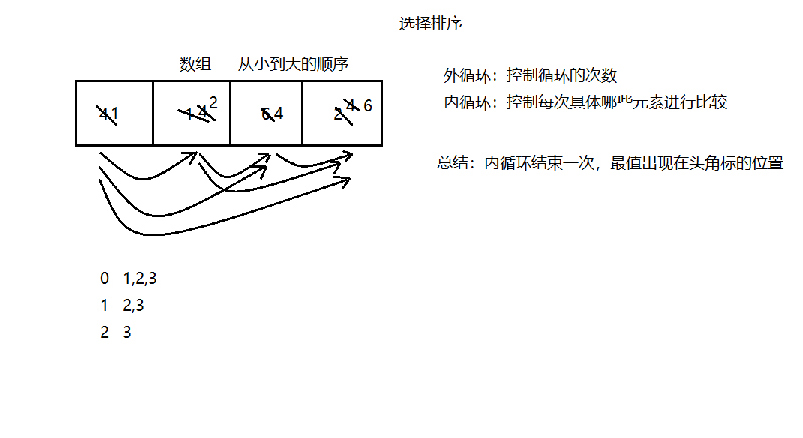 选择排序
数组 从小到大的顺序
外循环：控制循环的次数
内循环：控制每次具体哪些元素进行比较
4 1 1 4 2 6 4 2 4 6
总结：内循环结束一次，最值出现在头角标的位置
0 1,2,3
1 2,3
2 3